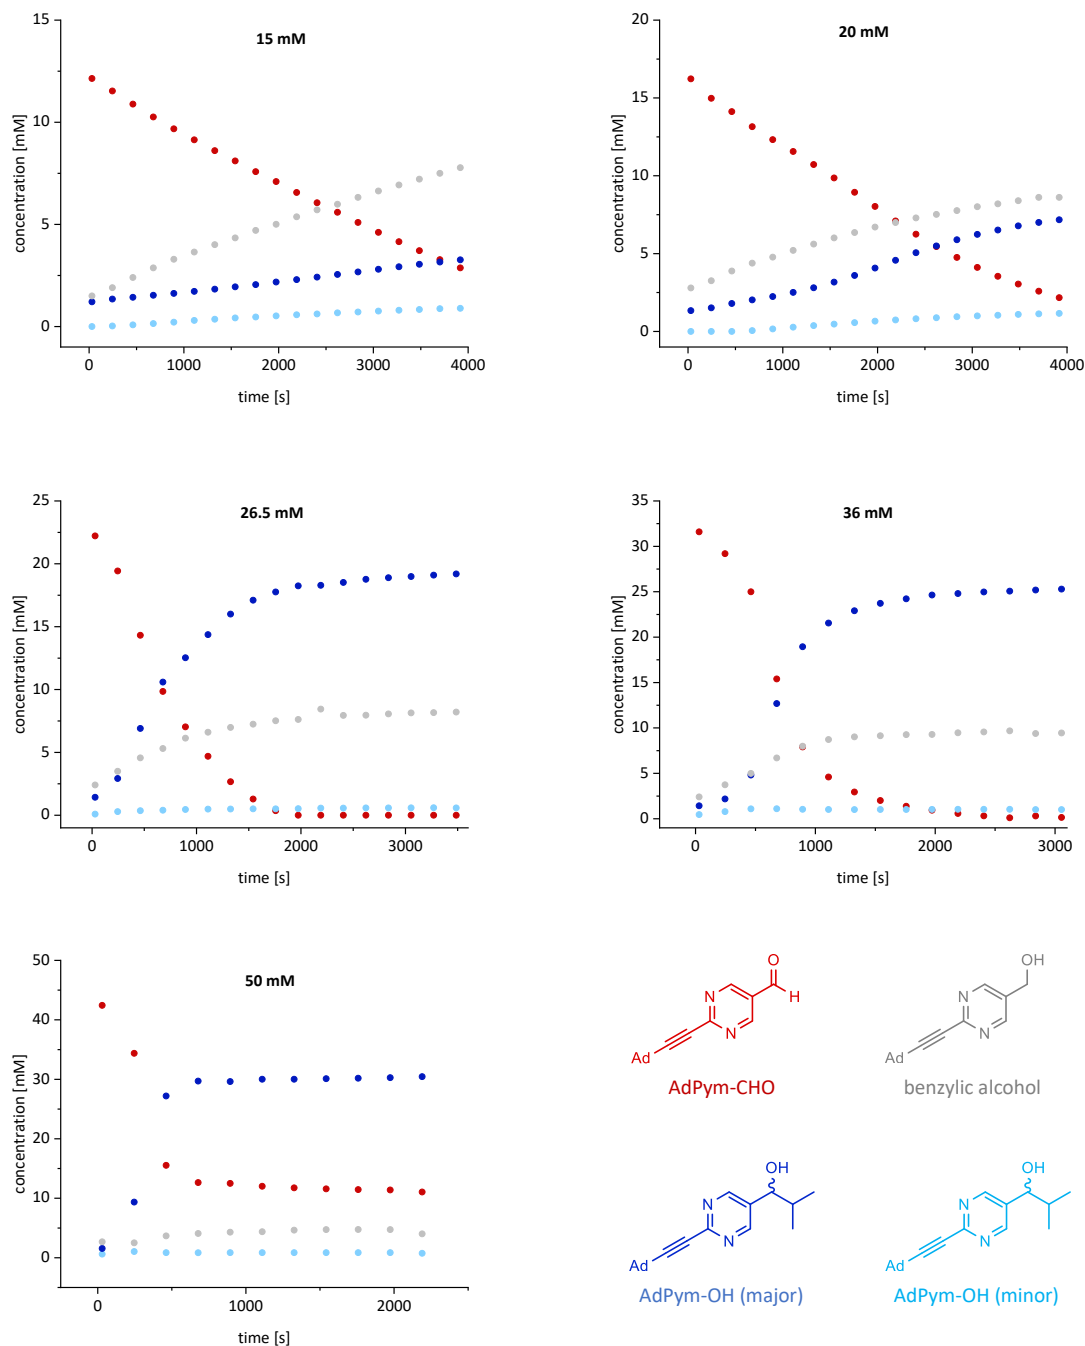 15 mM
concentration [mM]
15
10
5
0
0 1000 2000 3000 4000
time [s]
20 mM
concentration [mM]
20
15
10
5
0
0 1000 2000 3000 4000
time [s]
26.5 mM
concentration [mM]
25
20
15
10
5
0
0 1000 2000 3000
time [s]
36 mM
concentration [mM]
35
30
25
20
15
10
5
0
0 1000 2000 3000
time [s]
50 mM
concentration [mM]
50
40
30
20
10
0
0 1000 2000
time [s]
O
H
N
N
Ad
AdPym-CHO
OH
N
N
Ad
benzylic alcohol
OH
N
N
Ad
AdPym-OH (major)
OH
N
N
Ad
AdPym-OH (minor)